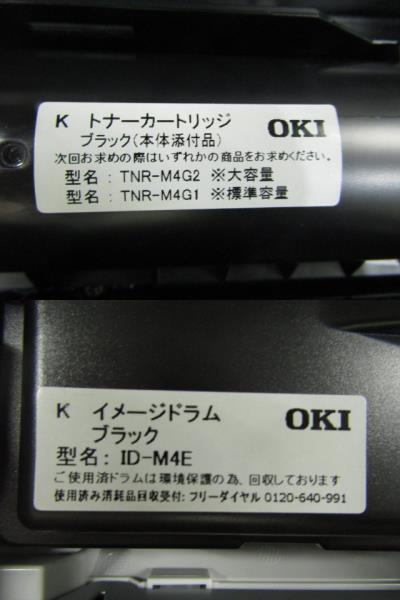 K トナーカートリッジ OKI
ブラック(本体添付品)
次回お求めの際はいずれかの商品をお求めください。
型名 : TNR-M4G2 ※大容量
型名 : TNR-M4G1 ※標準容量
K イメージドラム OKI
ブラック
型名: ID-M4E
ご使用済ドラムは環境保護の為、回収しております
使用済み消耗品回収受付: フリーダイヤル 0120-640-991